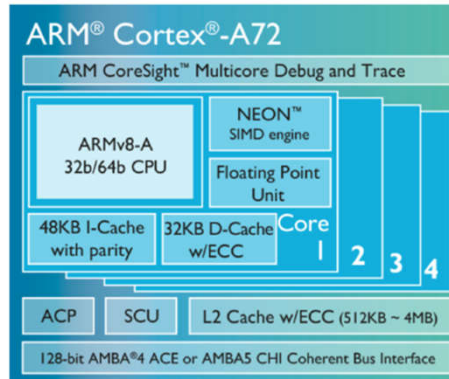 ARM® Cortex®-A72
ARM CoreSight™ Multicore Debug and Trace
ARMv8-A
32b/64b CPU
NEON™
SIMD engine
Floating Point
Unit
48KB I-Cache
with parity
32KB D-Cache
w/ECC
Core
1
2
3
4
ACP
SCU
L2 Cache w/ECC (512KB ~ 4MB)
128-bit AMBA®4 ACE or AMBA5 CHI Coherent Bus Interface